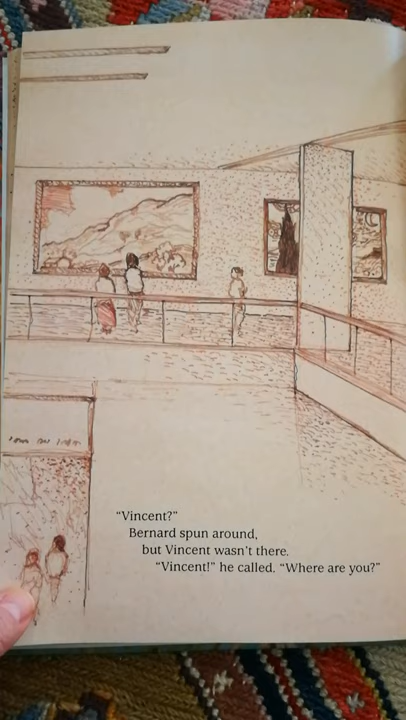 “Vincent?”
Bernard spun around,
but Vincent wasn’t there.
“Vincent!” he called. “Where are you?”